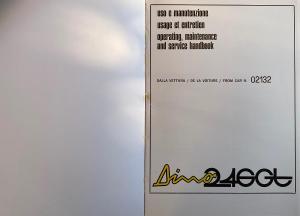 uso e manutenzione
usage et entretien
operating, maintenance
and service handbook
DALLA VETTURA / DE LA VOITURE / FROM CAR N. 02132
Dino 246GT